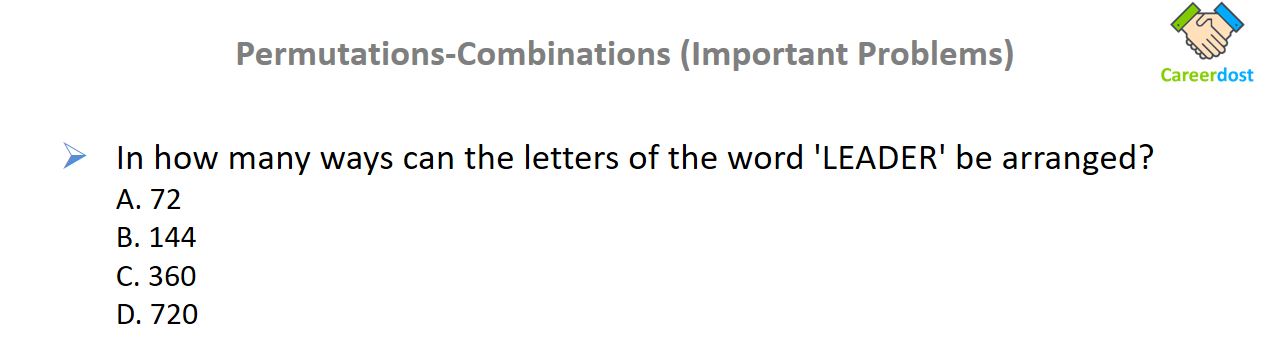 Permutations-Combinations (Important Problems)
Careerdost
In how many ways can the letters of the word 'LEADER' be arranged?
A. 72
B. 144
C. 360
D. 720